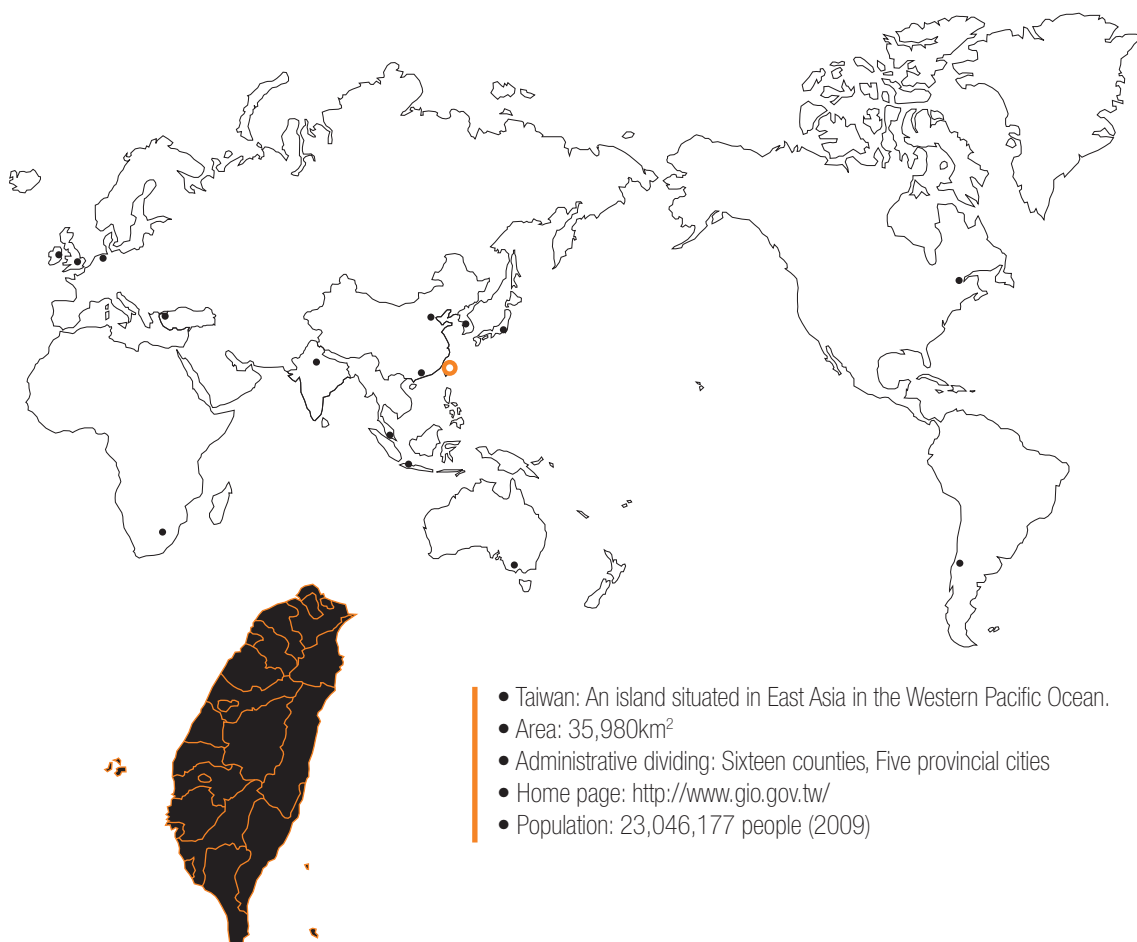 • Taiwan: An island situated in East Asia in the Western Pacific Ocean.
• Area: 35,980km²
• Administrative dividing: Sixteen counties, Five provincial cities
• Home page: http://www.gio.gov.tw/
• Population: 23,046,177 people (2009)